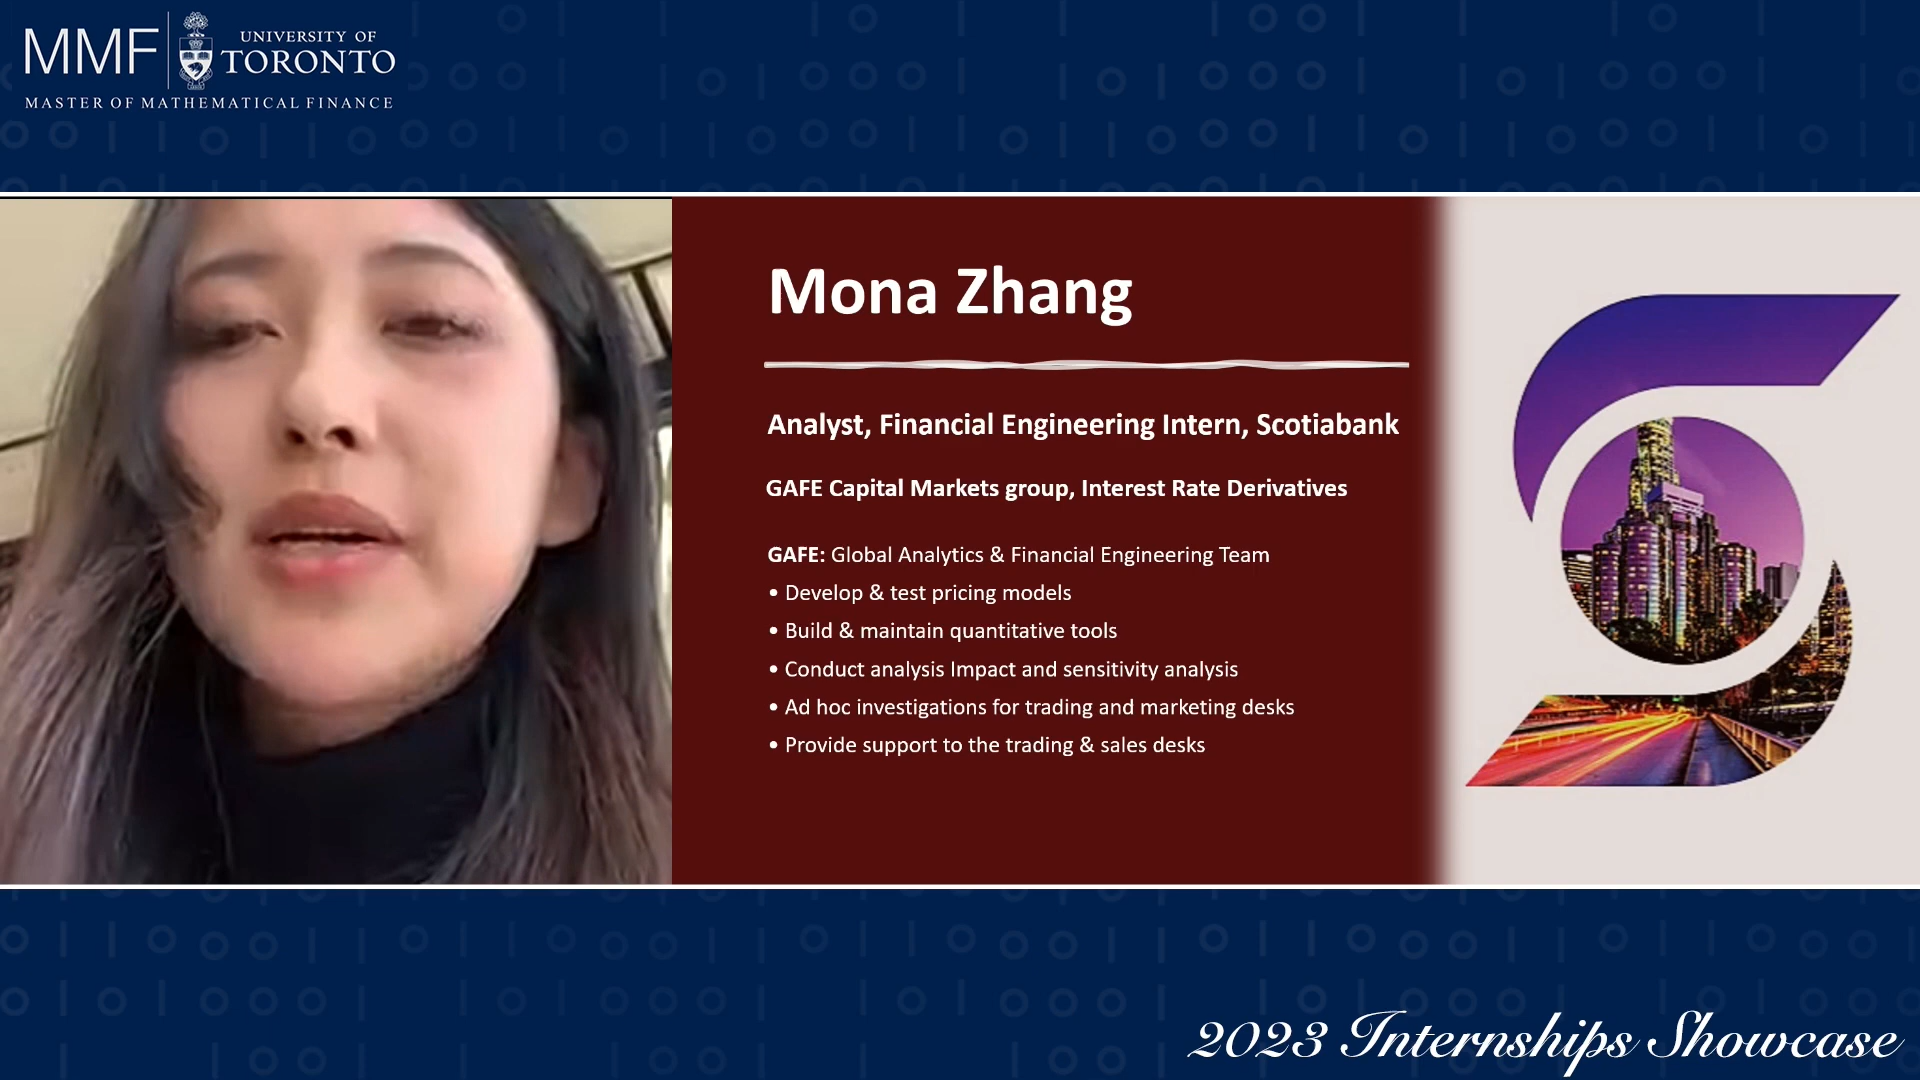 MMF
UNIVERSITY OF
TORONTO
MASTER OF MATHEMATICAL FINANCE
Mona Zhang
Analyst, Financial Engineering Intern, Scotiabank
GAFE Capital Markets group, Interest Rate Derivatives
GAFE: Global Analytics & Financial Engineering Team
• Develop & test pricing models
• Build & maintain quantitative tools
• Conduct analysis Impact and sensitivity analysis
• Ad hoc investigations for trading and marketing desks
• Provide support to the trading & sales desks
2023 Internships Showcase